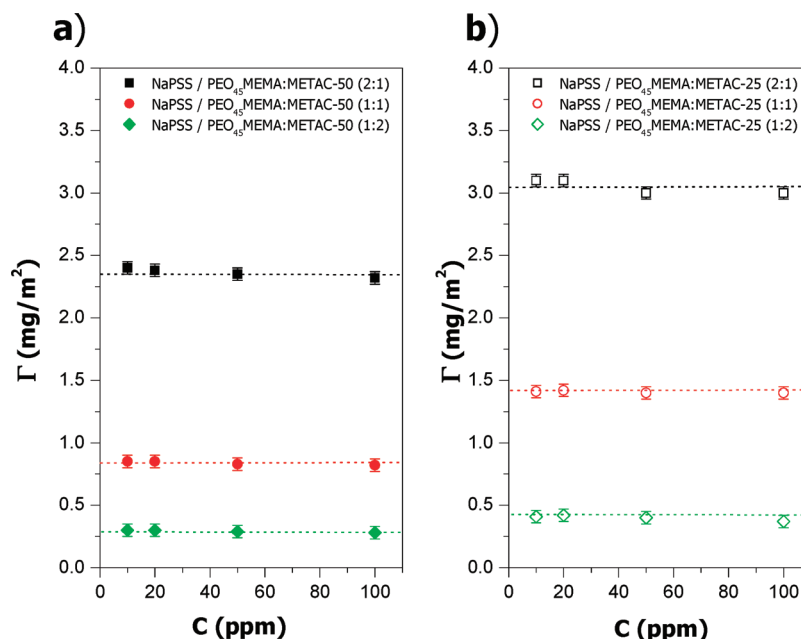 a)
NaPSS / PEO₄₅MEMA:METAC-50 (2:1)
NaPSS / PEO₄₅MEMA:METAC-50 (1:1)
NaPSS / PEO₄₅MEMA:METAC-50 (1:2)
4.0
3.5
3.0
2.5
2.0
1.5
1.0
0.5
0.0
Γ (mg/m²)
0 20 40 60 80 100
C (ppm)
b)
NaPSS / PEO₄₅MEMA:METAC-25 (2:1)
NaPSS / PEO₄₅MEMA:METAC-25 (1:1)
NaPSS / PEO₄₅MEMA:METAC-25 (1:2)
4.0
3.5
3.0
2.5
2.0
1.5
1.0
0.5
0.0
Γ (mg/m²)
0 20 40 60 80 100
C (ppm)